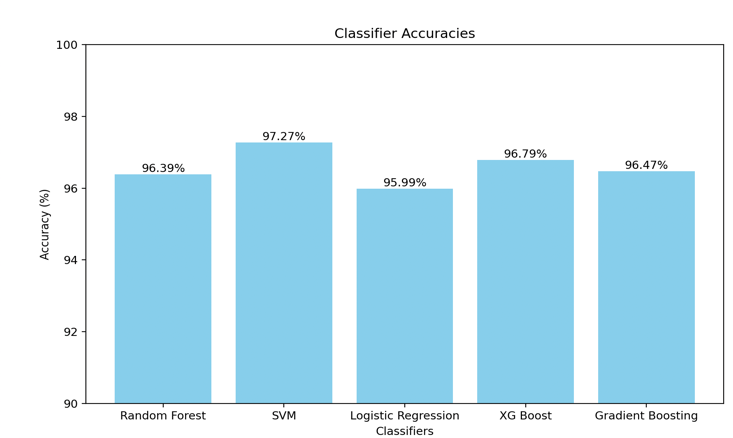 Classifier Accuracies
100
98
96
94
92
90
Accuracy (%)
96.39%
97.27%
95.99%
96.79%
96.47%
Random Forest
SVM
Logistic Regression
XG Boost
Gradient Boosting
Classifiers